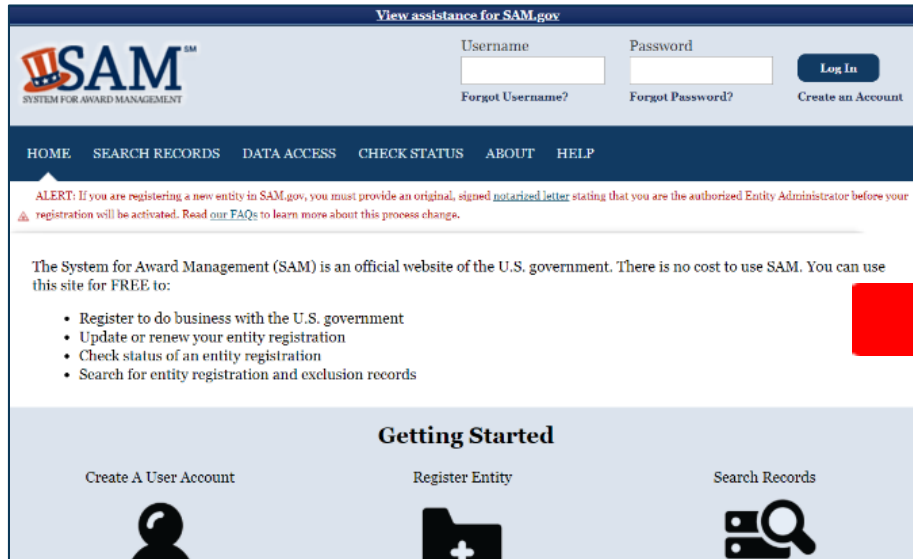 View assistance for SAM.gov
Username Password
USAM SM
Log In
SYSTEM FOR AWARD MANAGEMENT
Forgot Username? Forgot Password? Create an Account
HOME SEARCH RECORDS DATA ACCESS CHECK STATUS ABOUT HELP
ALERT: If you are registering a new entity in SAM.gov, you must provide an original, signed notarized letter stating that you are the authorized Entity Administrator before your
registration will be activated. Read our FAQs to learn more about this process change.
The System for Award Management (SAM) is an official website of the U.S. government. There is no cost to use SAM. You can use
this site for FREE to:
• Register to do business with the U.S. government
• Update or renew your entity registration
• Check status of an entity registration
• Search for entity registration and exclusion records
Getting Started
Create A User Account Register Entity Search Records